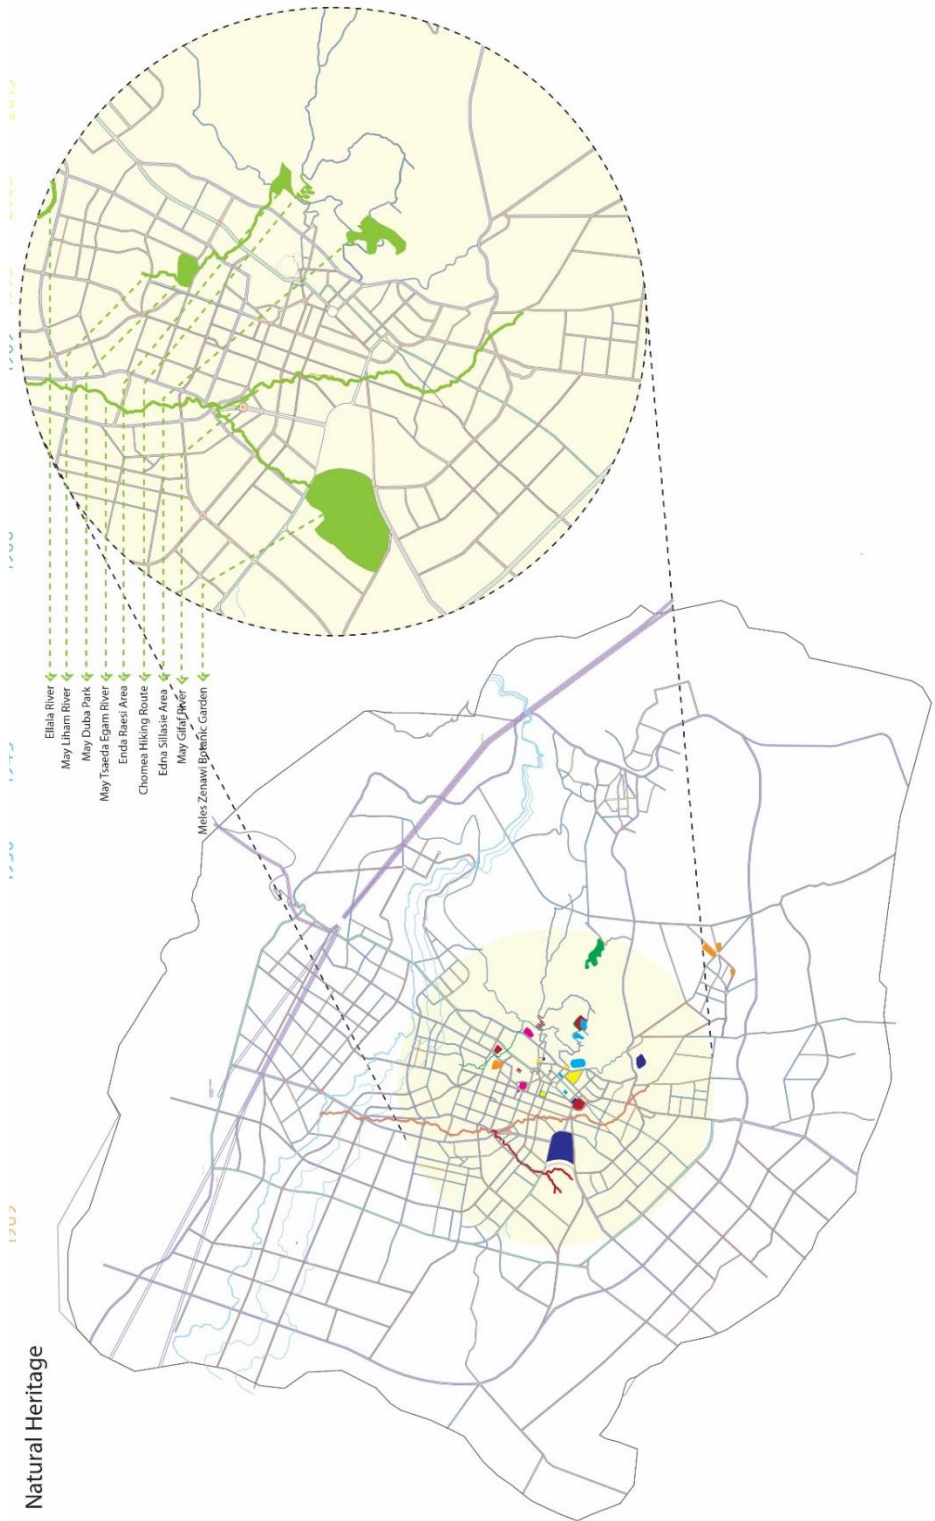 Natural Heritage
Ellala River
May Liham River
May Duba Park
May Tsaeda Egam River
Enda Raesi Area
Chomea Hiking Route
Edna Sillasie Area
May Gifaf River
Meles Zenawi Botanic Garden